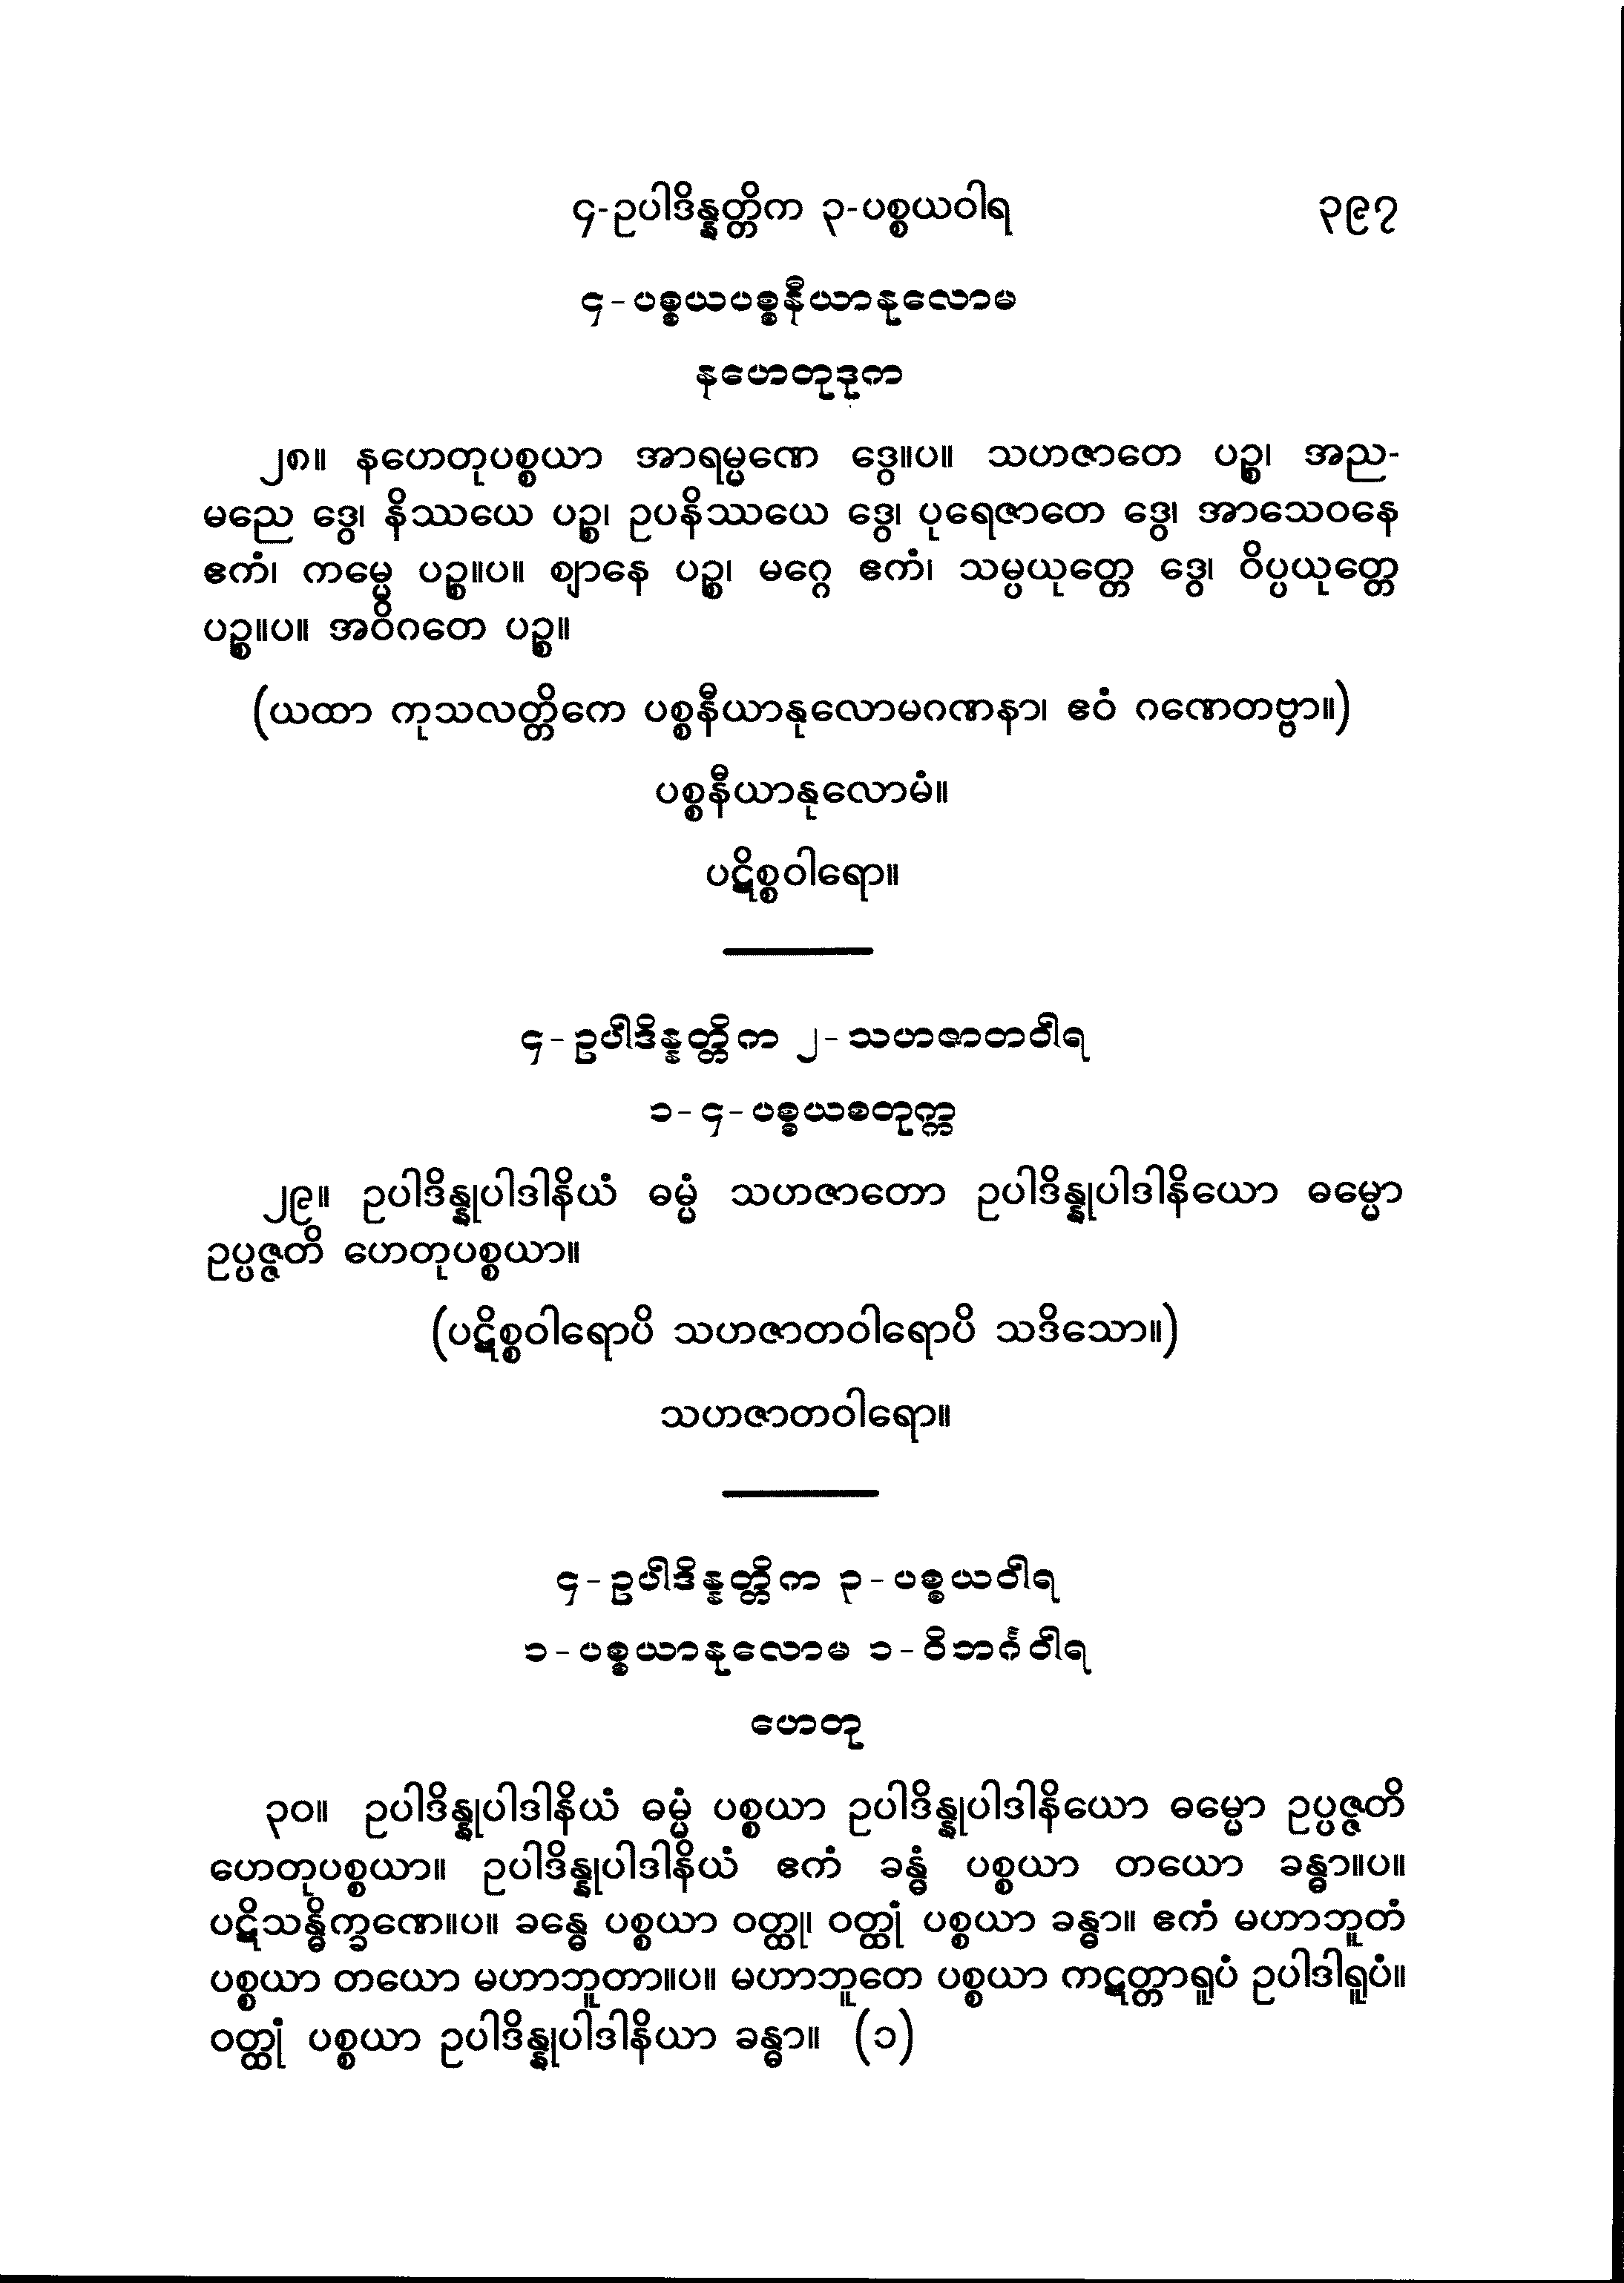 ၄-ဥပါဒိန္နတ္တိက ၃-ပစ္စယဝါရ ၃၉၇
၄-ပစ္စယပစ္စနီယာနုလောမ
နဟေတုဒုက
၂၈။ နဟေတုပစ္စယာ အာရမ္မဏေ ဒွေ။ပ။ သဟဇာတေ ပဉ္စ၊ အည-
မညေ ဒွေ၊ နိဿယေ ပဉ္စ၊ ဥပနိဿယေ ဒွေ၊ ပုရေဇာတေ ဒွေ၊ အာသေဝနေ
ဧကံ၊ ကမ္မေ ပဉ္စ။ပ။ ဈာနေ ပဉ္စ၊ မဂ္ဂေ ဧကံ၊ သမ္ပယုတ္တေ ဒွေ၊ ဝိပ္ပယုတ္တေ
ပဉ္စ။ပ။ အဝိဂတေ ပဉ္စ။
(ယထာ ကုသလတ္တိကေ ပစ္စနီယာနုလောမဂဏနာ၊ ဧဝံ ဂဏေတဗ္ဗာ။)
ပစ္စနီယာနုလောမံ။
ပဋိစ္စဝါရော။
၄-ဥပါဒိန္နတ္တိက ၂-သဟဇာတဝါရ
၁-၄-ပစ္စယစတုက္က
၂၉။ ဥပါဒိန္နုပါဒါနိယံ ဓမ္မံ သဟဇာတော ဥပါဒိန္နုပါဒါနိယော ဓမ္မော
ဥပ္ပဇ္ဇတိ ဟေတုပစ္စယာ။
(ပဋိစ္စဝါရောပိ သဟဇာတဝါရောပိ သဒိသော။)
သဟဇာတဝါရော။
၄-ဥပါဒိန္နတ္တိက ၃-ပစ္စယဝါရ
၁-ပစ္စယာနုလောမ ၁-ဝိဘင်္ဂဝါရ
ဟေတု
၃၀။ ဥပါဒိန္နုပါဒါနိယံ ဓမ္မံ ပစ္စယာ ဥပါဒိန္နုပါဒါနိယော ဓမ္မော ဥပ္ပဇ္ဇတိ
ဟေတုပစ္စယာ။ ဥပါဒိန္နုပါဒါနိယံ ဧကံ ခန္ဓံ ပစ္စယာ တယော ခန္ဓာ။ပ။
ပဋိသန္ဓိက္ခဏေ။ပ။ ခန္ဓေ ပစ္စယာ ဝတ္ထု၊ ဝတ္ထုံ ပစ္စယာ ခန္ဓာ။ ဧကံ မဟာဘူတံ
ပစ္စယာ တယော မဟာဘူတာ။ပ။ မဟာဘူတေ ပစ္စယာ ကဋတ္တာရူပံ ဥပါဒါရူပံ။
ဝတ္ထုံ ပစ္စယာ ဥပါဒိန္နုပါဒါနိယာ ခန္ဓာ။ (၁)